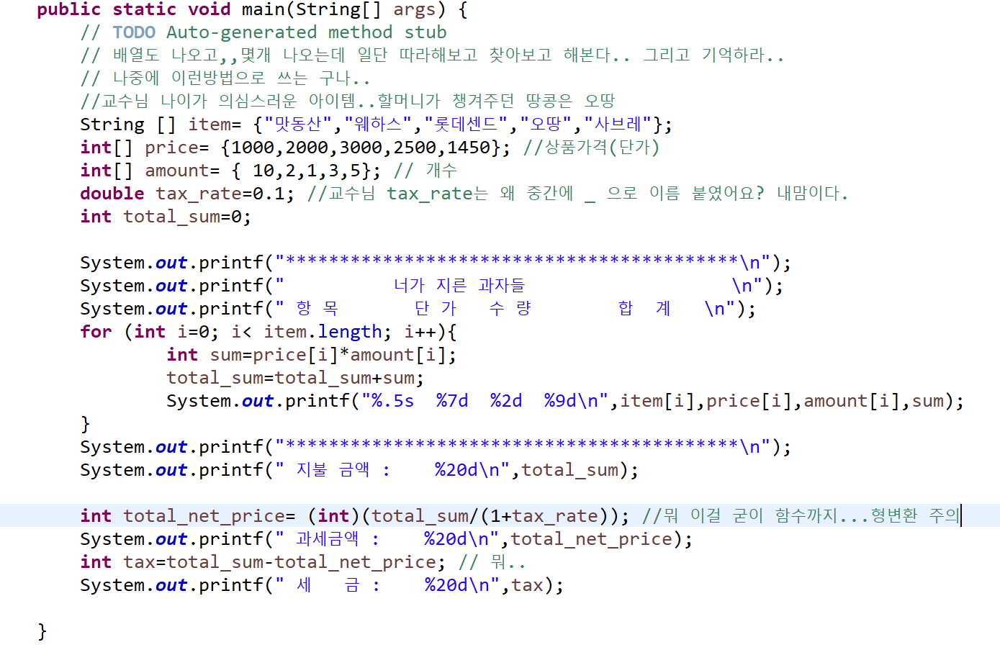 public static void main(String[] args) {
// TODO Auto-generated method stub
// 배열도 나오고,,몇개 나오는데 일단 따라해보고 찾아보고 해본다.. 그리고 기억하라..
// 나중에 이런방법으로 쓰는 구나..
//교수님 나이가 의심스러운 아이템..할머니가 챙겨주던 땅콩은 오땅
String [] item= {"맛동산","웨하스","롯데센드","오땅","사브레"};
int[] price= {1000,2000,3000,2500,1450}; //상품가격(단가)
int[] amount= { 10,2,1,3,5}; // 개수
double tax_rate=0.1; //교수님 tax_rate는 왜 중간에 _ 으로 이름 붙였어요? 내맘이다.
int total_sum=0;
System.out.printf("******************************************\n");
System.out.printf("          너가 지른 과자들                   \n");
System.out.printf(" 항 목       단 가   수 량        합  계   \n");
for (int i=0; i< item.length; i++){
int sum=price[i]*amount[i];
total_sum=total_sum+sum;
System.out.printf("%.5s  %7d  %2d  %9d\n",item[i],price[i],amount[i],sum);
}
System.out.printf("******************************************\n");
System.out.printf(" 지불 금액 :    %20d\n",total_sum);
int total_net_price= (int)(total_sum/(1+tax_rate)); //뭐 이걸 굳이 함수까지...형변환 주의
System.out.printf(" 과세금액 :    %20d\n",total_net_price);
int tax=total_sum-total_net_price; // 뭐..
System.out.printf(" 세   금 :    %20d\n",tax);
}